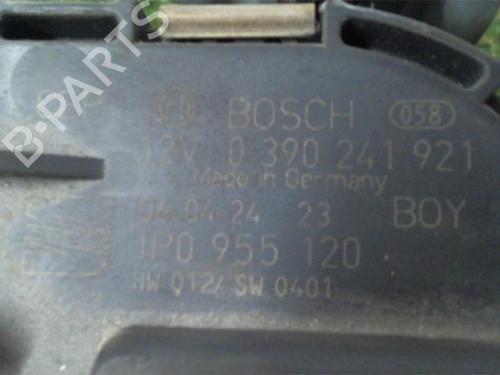 B-PARTS
BOSCH 058
12V 0 390 241 921
Made in Germany
04 04 24 23 BOY
1P0 955 120
HW 012/ SW 0401